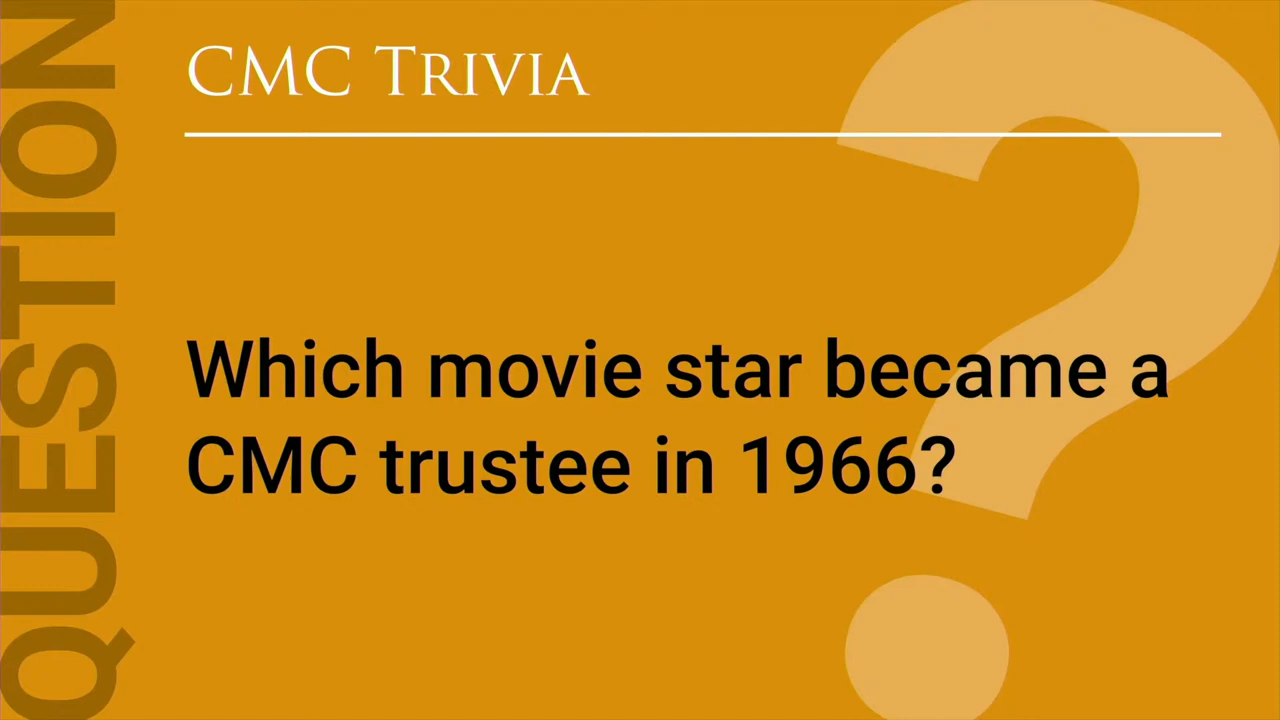 QUESTION
CMC TRIVIA
Which movie star became a
CMC trustee in 1966?